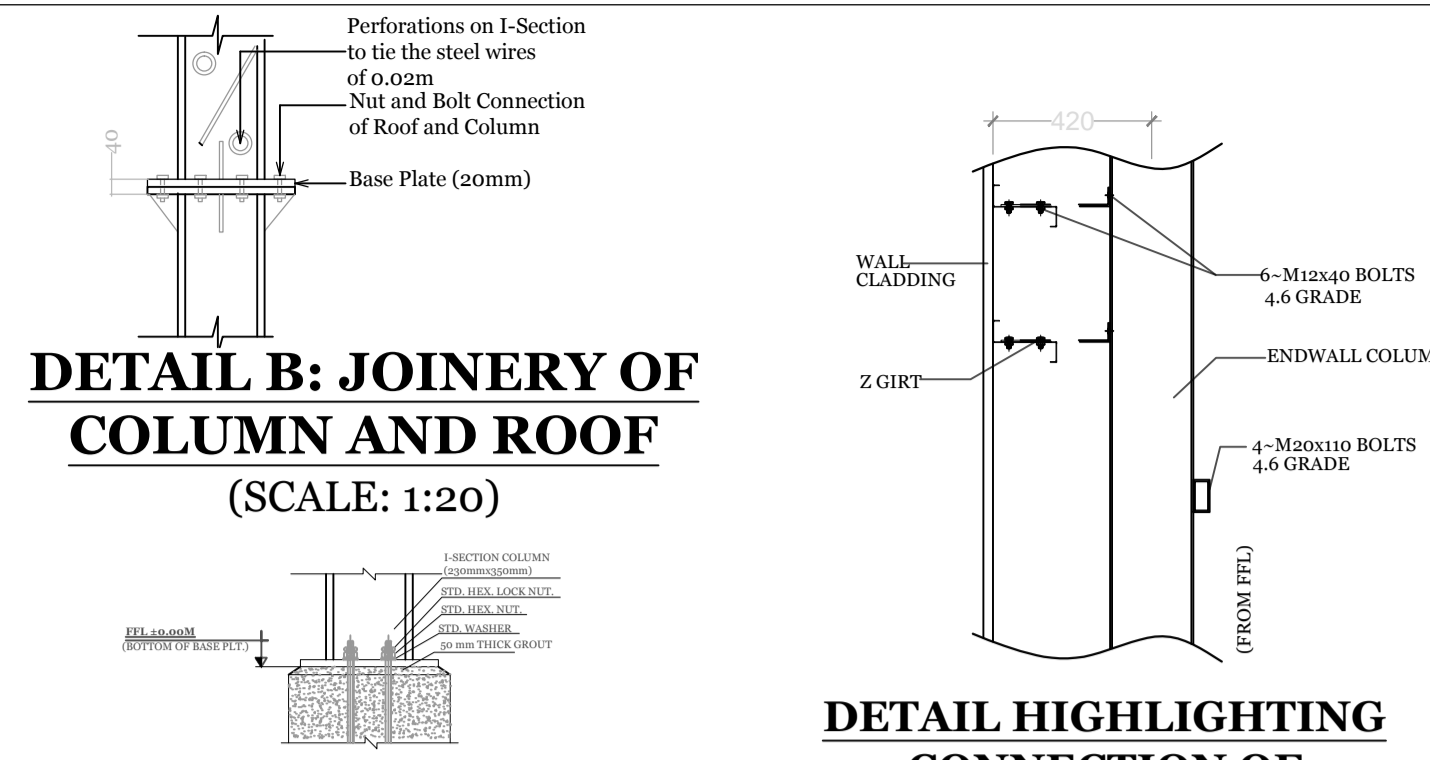 Perforations on I-Section
to tie the steel wires
of 0.02m
Nut and Bolt Connection
of Roof and Column
40
Base Plate (20mm)
DETAIL B: JOINERY OF
COLUMN AND ROOF
(SCALE: 1:20)
I-SECTION COLUMN
(230mmx350mm)
STD. HEX. LOCK NUT.
STD. HEX. NUT.
STD. WASHER
50 mm THICK GROUT
FFL ±0.00M
(BOTTOM OF BASE PLT.)
420
WALL
CLADDING
6~M12x40 BOLTS
4.6 GRADE
ENDWALL COLUM
Z GIRT
4~M20x110 BOLTS
4.6 GRADE
(FROM FFL)
DETAIL HIGHLIGHTING
CONNECTION OF